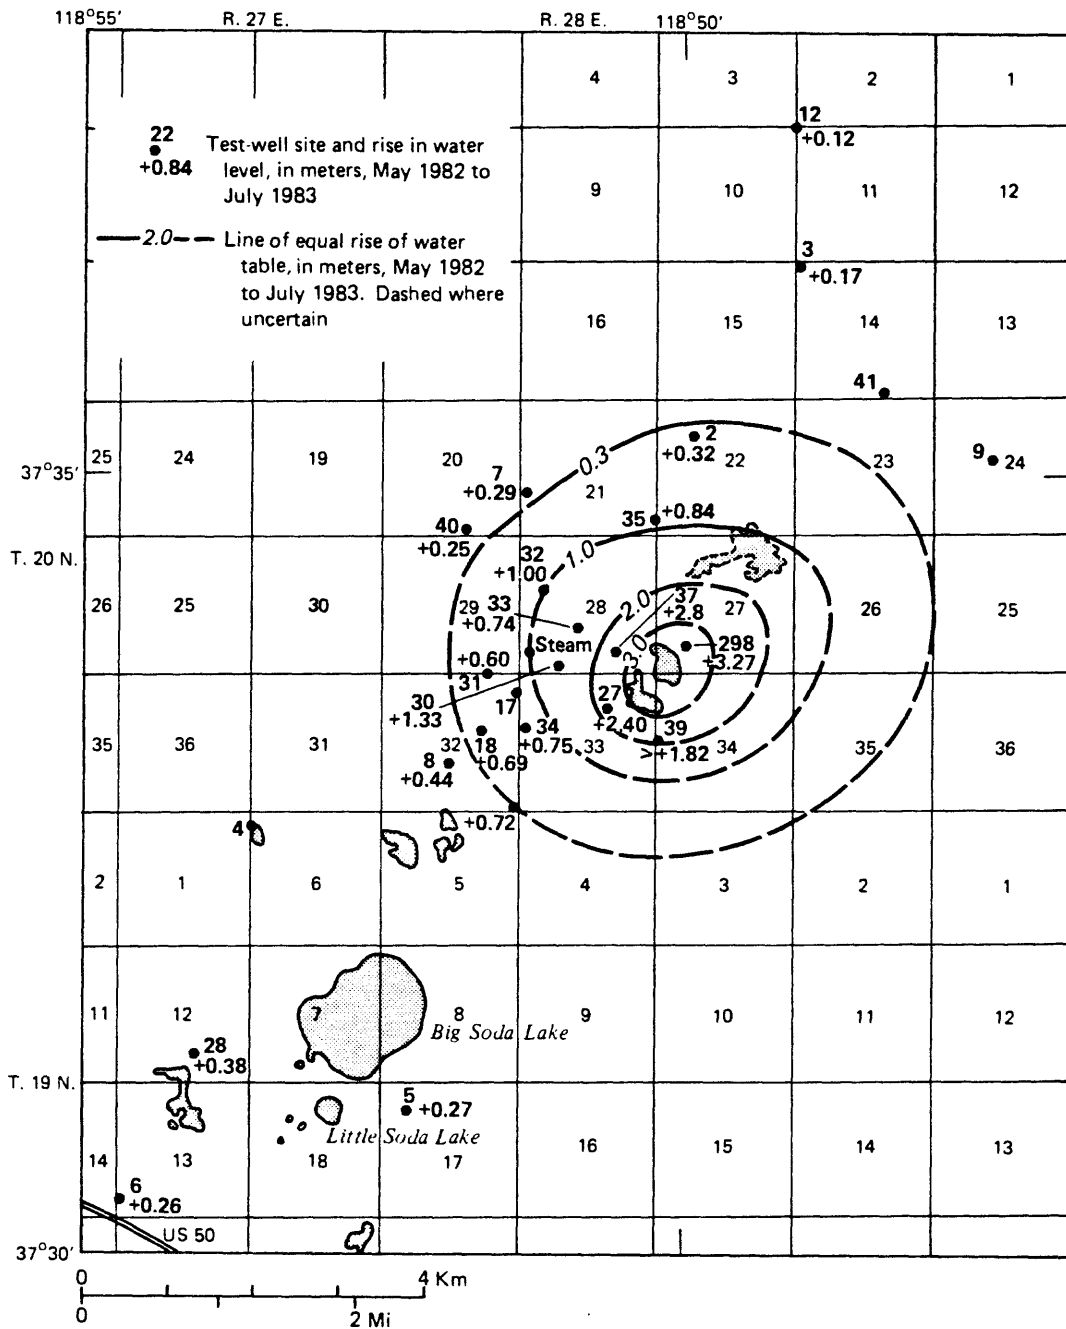 118°55' R. 27 E. R. 28 E. 118°50'
4 3 2 1
22
+0.84
Test-well site and rise in water
level, in meters, May 1982 to
July 1983
12
+0.12
9 10 11 12
2.0
Line of equal rise of water
table, in meters, May 1982
to July 1983. Dashed where
uncertain
3
+0.17
16 15 14 13
41
2
+0.32
0.3
37°35'
25 24 19 20 21 22 23 24
9
7
+0.29
35 +0.84
40
+0.25
T. 20 N.
32
+1.00
1.0
26 25 30 29 28 27 26 25
2.0
37
+2.8
33
+0.74
Steam
3.0
298
+3.27
+0.60
31
30
+1.33
17
27
+2.40
39
>+1.82
34
+0.75
18
+0.69
8
+0.44
35 36 31 32 33 34 35 36
+0.72
4
2 1 6 5 4 3 2 1
11 12 7 8 9 10 11 12
Big Soda Lake
28
+0.38
T. 19 N.
5
+0.27
Little Soda Lake
14 13 18 17 16 15 14 13
6
+0.26
US 50
37°30'
0 4 Km
0 2 Mi